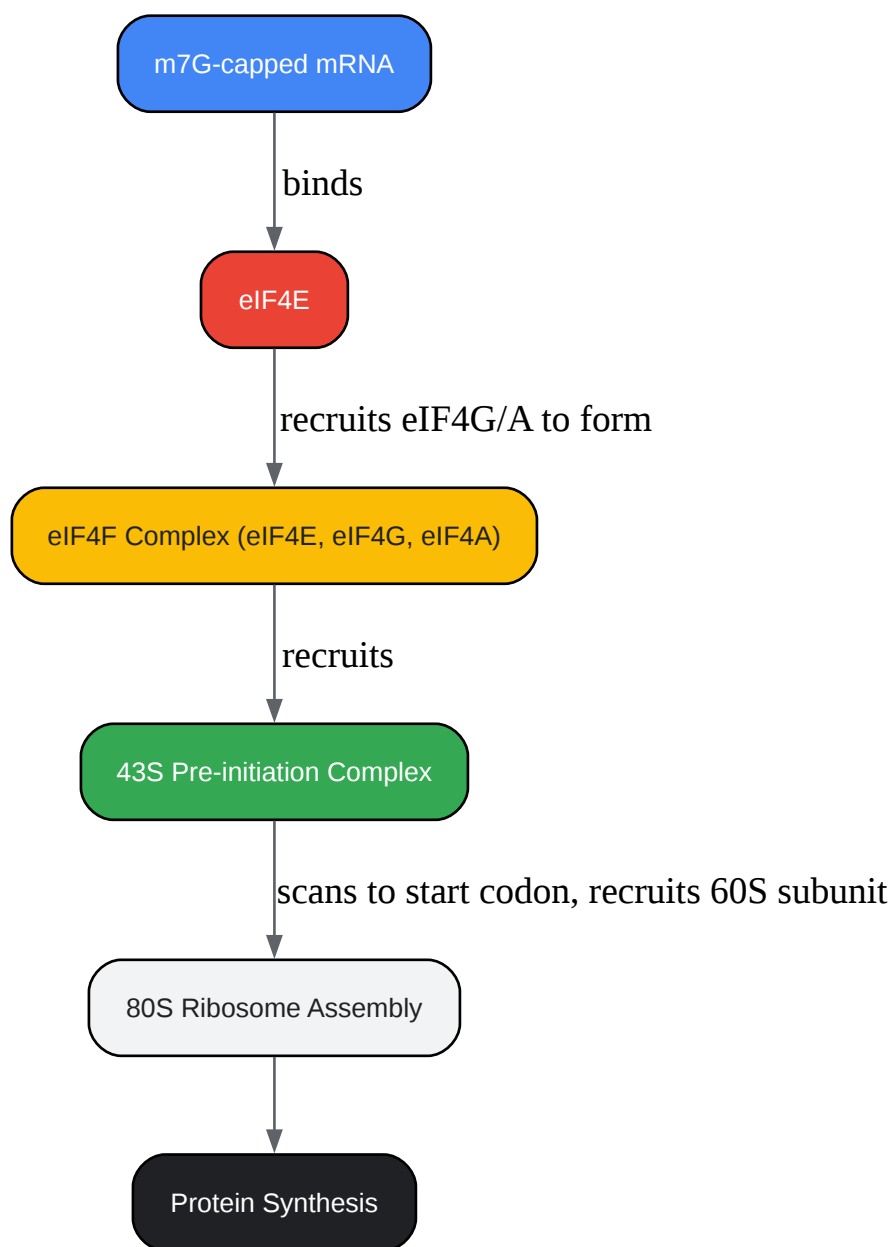 m7G-capped mRNA
binds
eIF4E
recruits eIF4G/A to form
eIF4F Complex (eIF4E, eIF4G, eIF4A)
recruits
43S Pre-initiation Complex
scans to start codon, recruits 60S subunit
80S Ribosome Assembly
Protein Synthesis